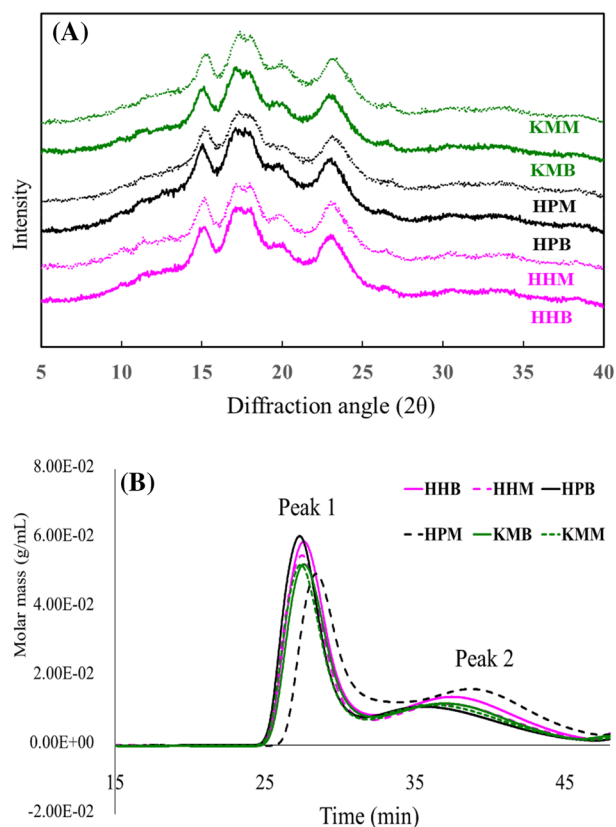 (A)
KMM
KMB
HPM
HPB
HHM
HHB
Intensity
5 10 15 20 25 30 35 40
Diffraction angle (2θ)
(B)
8.00E-02
6.00E-02
4.00E-02
2.00E-02
0.00E+00
-2.00E-02
Molar mass (g/mL)
HHB HHM HPB
HPM KMB KMM
Peak 1
Peak 2
15 25 35 45
Time (min)